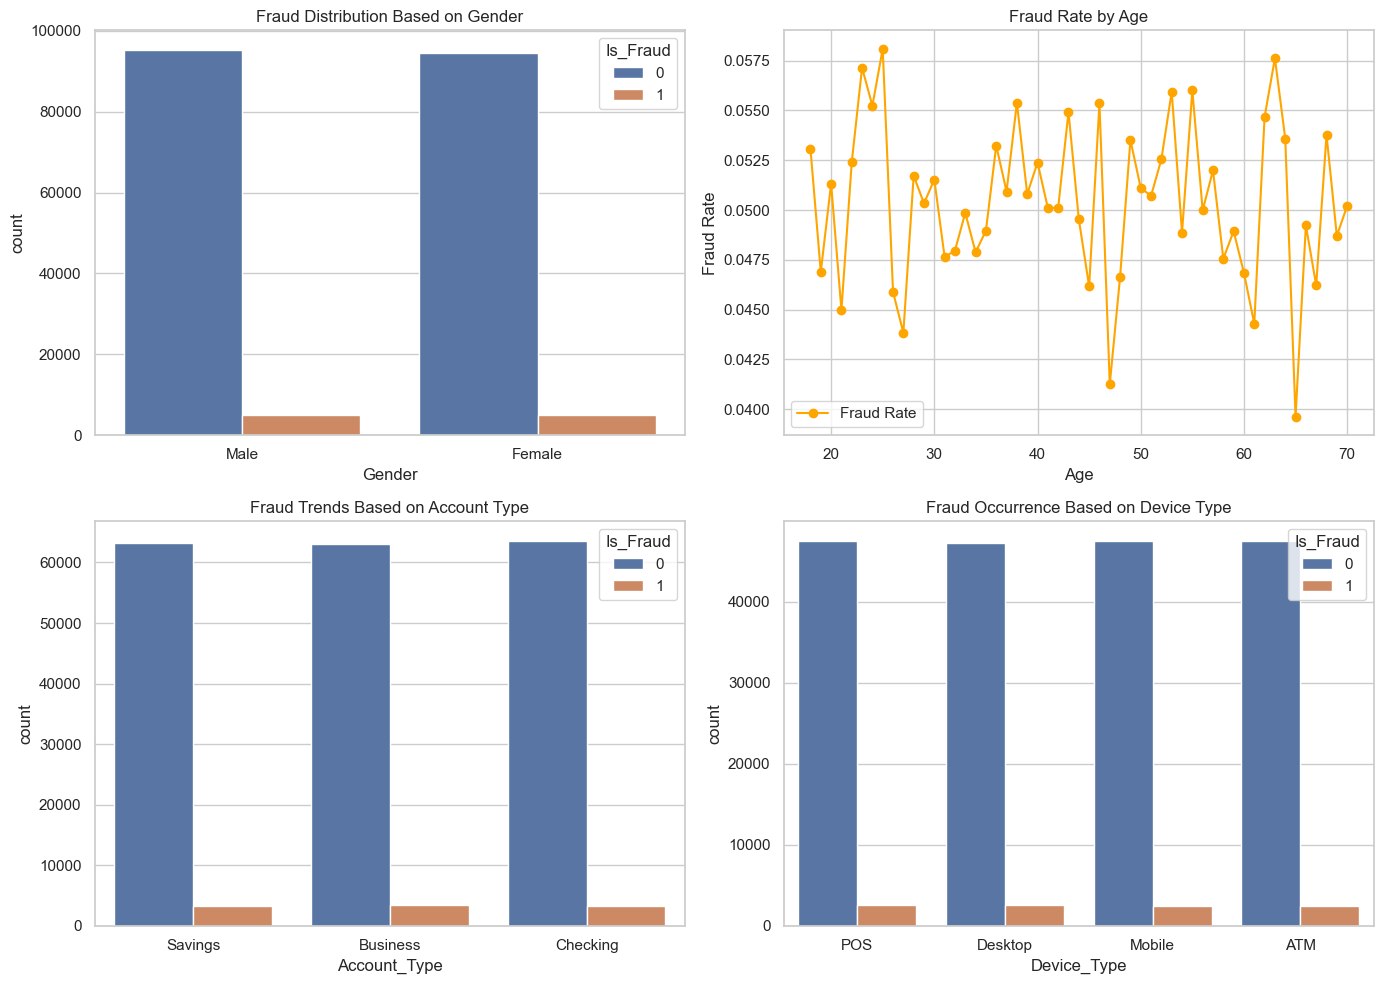 Fraud Distribution Based on Gender
100000
80000
60000
40000
20000
0
count
Male Female
Gender
Is_Fraud
0
1
Fraud Rate by Age
0.0575
0.0550
0.0525
0.0500
0.0475
0.0450
0.0425
0.0400
Fraud Rate
20 30 40 50 60 70
Age
Fraud Rate
Fraud Trends Based on Account Type
60000
50000
40000
30000
20000
10000
0
count
Savings Business Checking
Account_Type
Is_Fraud
0
1
Fraud Occurrence Based on Device Type
40000
30000
20000
10000
0
count
POS Desktop Mobile ATM
Device_Type
Is_Fraud
0
1